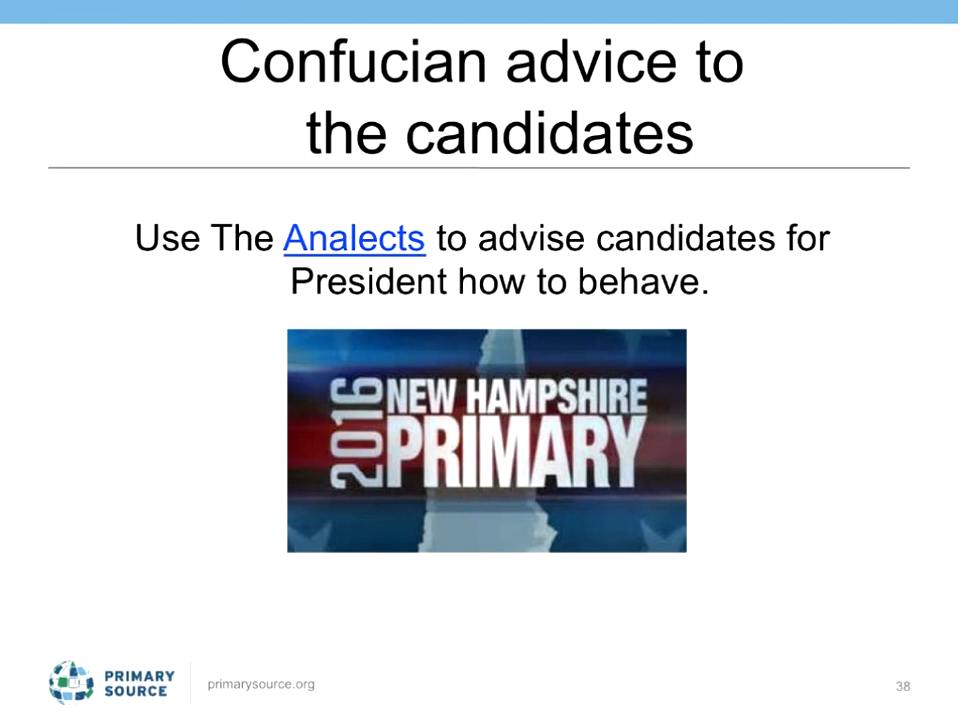 Confucian advice to
the candidates
Use The Analects to advise candidates for
President how to behave.
2016
NEW HAMPSHIRE
PRIMARY
PRIMARY
SOURCE
primarysource.org
38